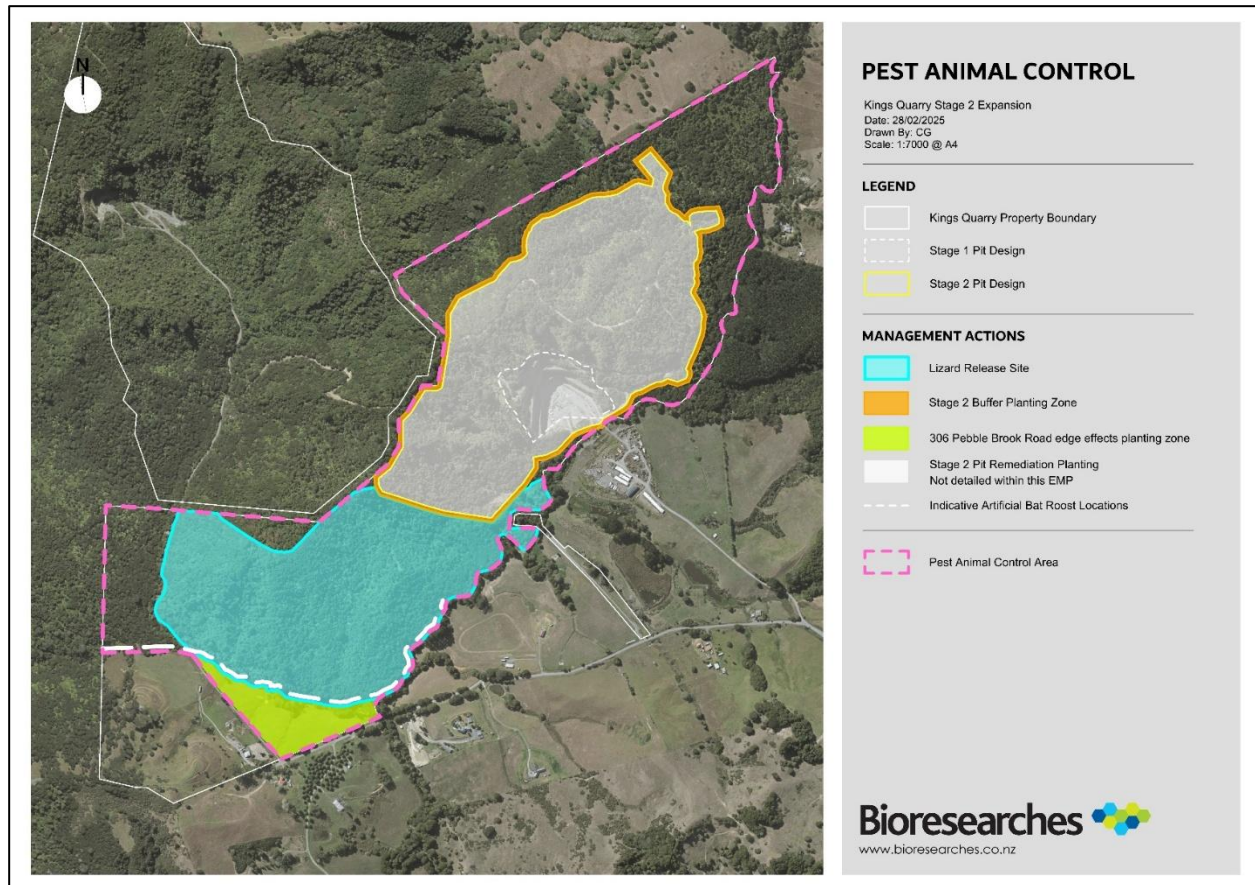 N
PEST ANIMAL CONTROL
Kings Quarry Stage 2 Expansion
Date: 28/02/2025
Drawn By: CG
Scale: 1:7000 @ A4
LEGEND
Kings Quarry Property Boundary
Stage 1 Pit Design
Stage 2 Pit Design
MANAGEMENT ACTIONS
Lizard Release Site
Stage 2 Buffer Planting Zone
306 Pebble Brook Road edge effects planting zone
Stage 2 Pit Remediation Planting
Not detailed within this EMP
Indicative Artificial Bat Roost Locations
Pest Animal Control Area
Bioresearches
www.bioresearches.co.nz